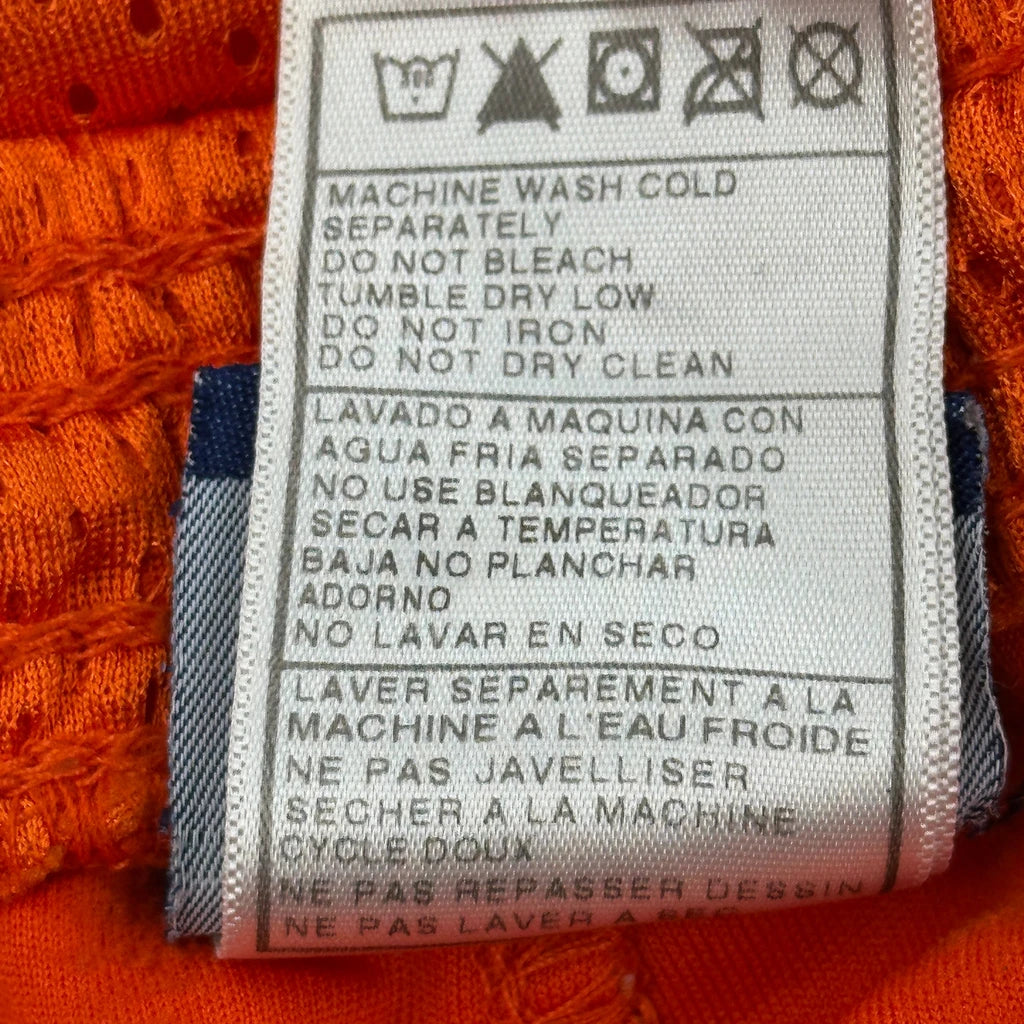 MACHINE WASH COLD
SEPARATELY
DO NOT BLEACH
TUMBLE DRY LOW
DO NOT IRON
DO NOT DRY CLEAN
LAVADO A MAQUINA CON
AGUA FRIA SEPARADO
NO USE BLANQUEADOR
SECAR A TEMPERATURA
BAJA NO PLANCHAR
ADORNO
NO LAVAR EN SECO
LAVER SEPAREMENT A LA
MACHINE A L'EAU FROIDE
NE PAS JAVELLISER
SECHER A LA MACHINE
CYCLE DOUX
NE PAS REPASSER DESSIN
NE PAS LAVER A SEC